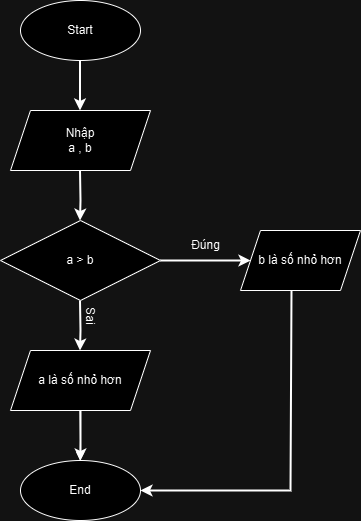 Start
Nhập
a , b
a > b
Đúng
b là số nhỏ hơn
Sai
a là số nhỏ hơn
End